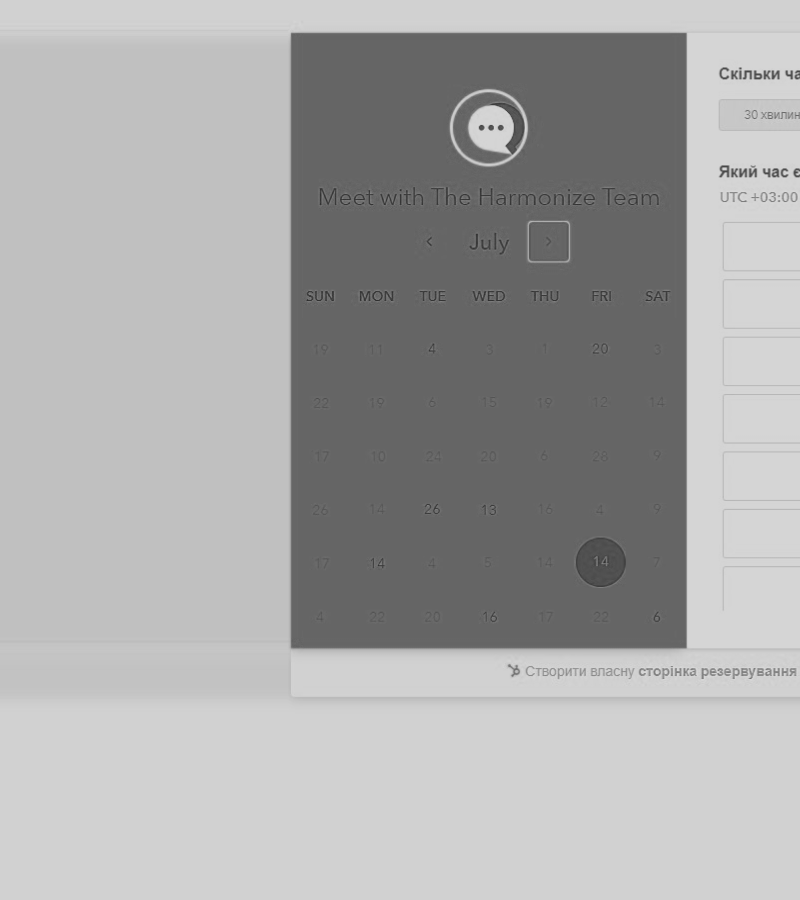 Meet with The Harmonize Team
July
SUN MON TUE WED THU FRI SAT
19 11 4 3 1 20 3
22 19 6 15 19 12 14
17 10 24 20 6 28 9
26 14 26 13 16 4 9
17 14 4 5 14 14 7
4 22 20 16 17 22 6
Скільки ча
30 хвилин
Який час є
UTC +03:00
Створити власну сторінка резервування